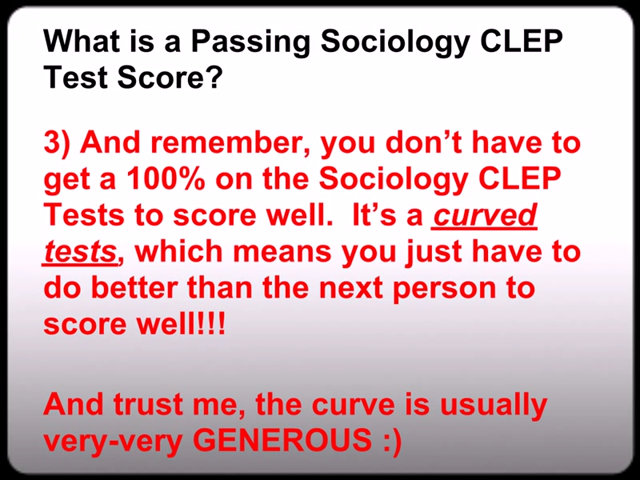 What is a Passing Sociology CLEP
Test Score?
3) And remember, you don't have to
get a 100% on the Sociology CLEP
Tests to score well.  It's a curved
tests, which means you just have to
do better than the next person to
score well!!!
And trust me, the curve is usually
very-very GENEROUS :)